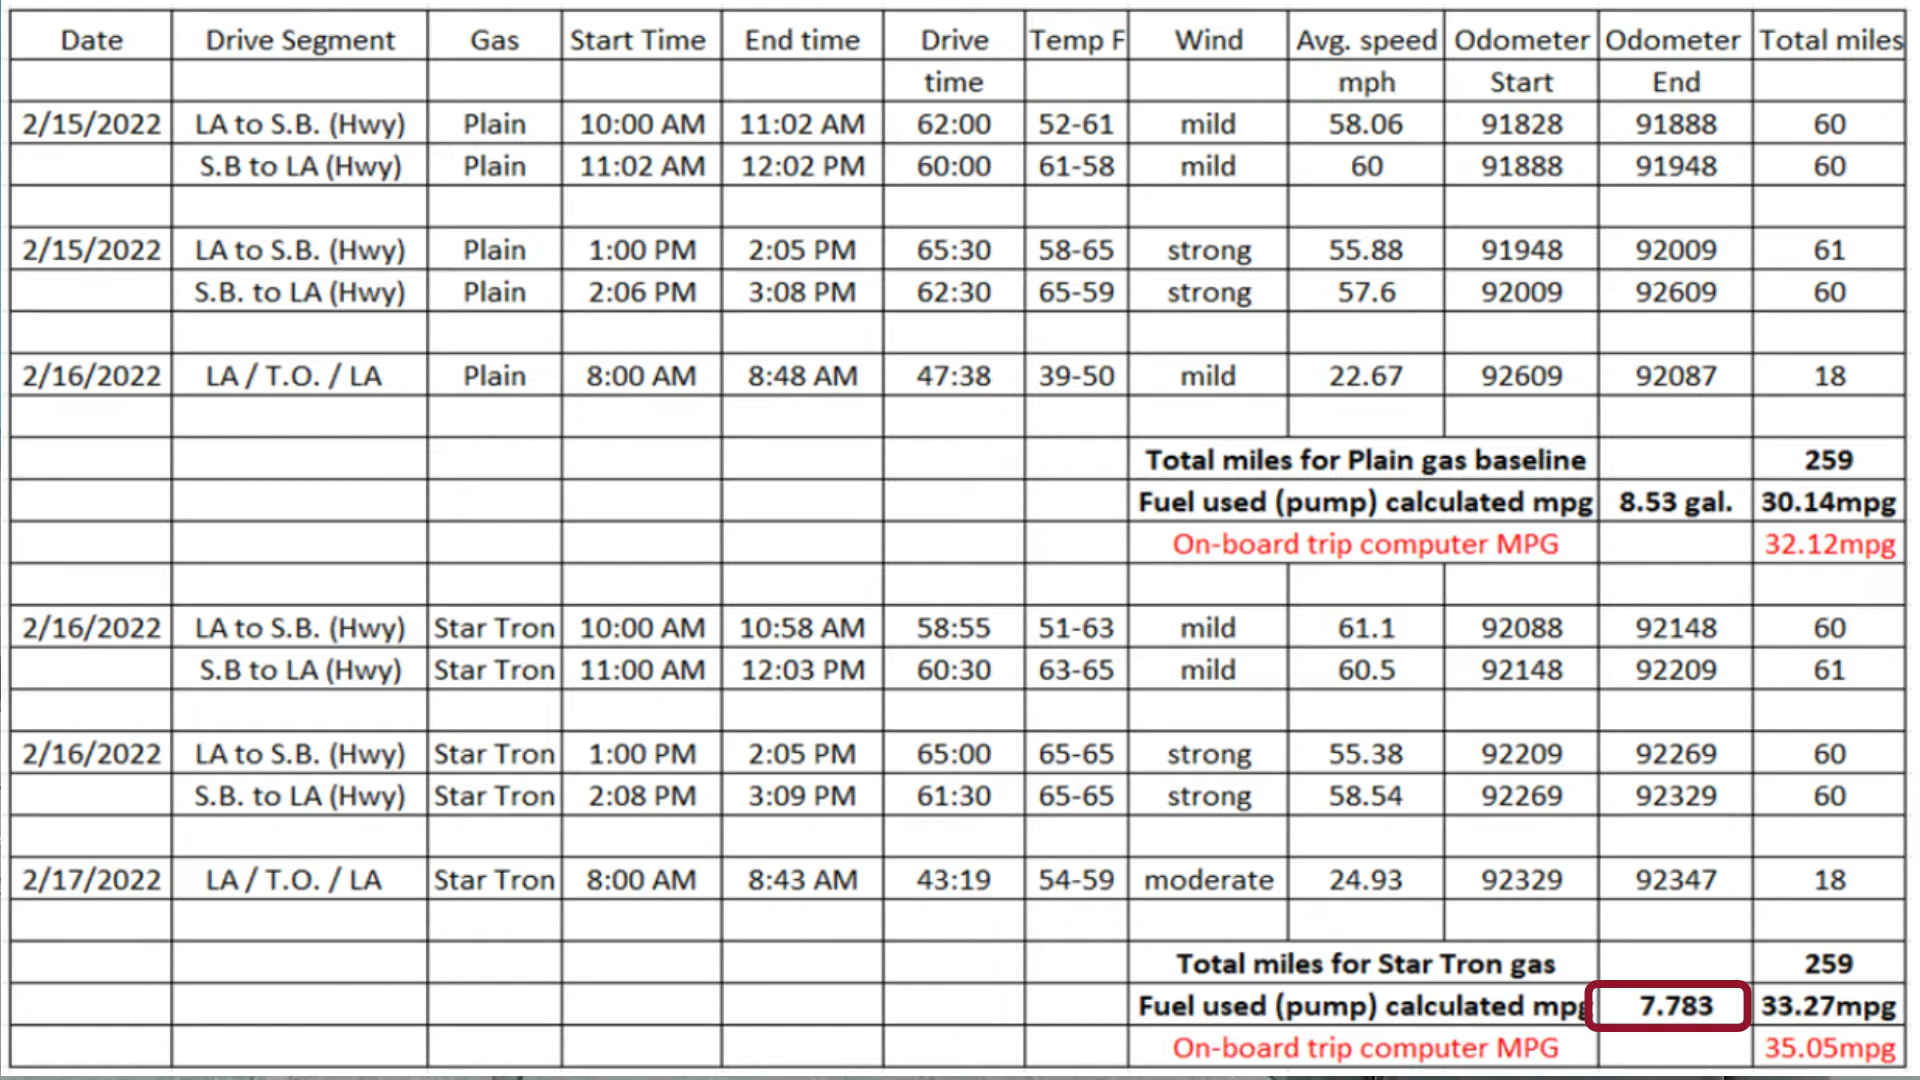 Date Drive Segment Gas Start Time End time Drive Temp F Wind Avg. speed Odometer Odometer Total miles
time mph Start End
2/15/2022 LA to S.B. (Hwy) Plain 10:00 AM 11:02 AM 62:00 52-61 mild 58.06 91828 91888 60
S.B to LA (Hwy) Plain 11:02 AM 12:02 PM 60:00 61-58 mild 60 91888 91948 60
2/15/2022 LA to S.B. (Hwy) Plain 1:00 PM 2:05 PM 65:30 58-65 strong 55.88 91948 92009 61
S.B. to LA (Hwy) Plain 2:06 PM 3:08 PM 62:30 65-59 strong 57.6 92009 92609 60
2/16/2022 LA / T.O. / LA Plain 8:00 AM 8:48 AM 47:38 39-50 mild 22.67 92609 92087 18
Total miles for Plain gas baseline 259
Fuel used (pump) calculated mpg 8.53 gal. 30.14mpg
On-board trip computer MPG 32.12mpg
2/16/2022 LA to S.B. (Hwy) Star Tron 10:00 AM 10:58 AM 58:55 51-63 mild 61.1 92088 92148 60
S.B to LA (Hwy) Star Tron 11:00 AM 12:03 PM 60:30 63-65 mild 60.5 92148 92209 61
2/16/2022 LA to S.B. (Hwy) Star Tron 1:00 PM 2:05 PM 65:00 65-65 strong 55.38 92209 92269 60
S.B. to LA (Hwy) Star Tron 2:08 PM 3:09 PM 61:30 65-65 strong 58.54 92269 92329 60
2/17/2022 LA / T.O. / LA Star Tron 8:00 AM 8:43 AM 43:19 54-59 moderate 24.93 92329 92347 18
Total miles for Star Tron gas 259
Fuel used (pump) calculated mpg 7.783 33.27mpg
On-board trip computer MPG 35.05mpg